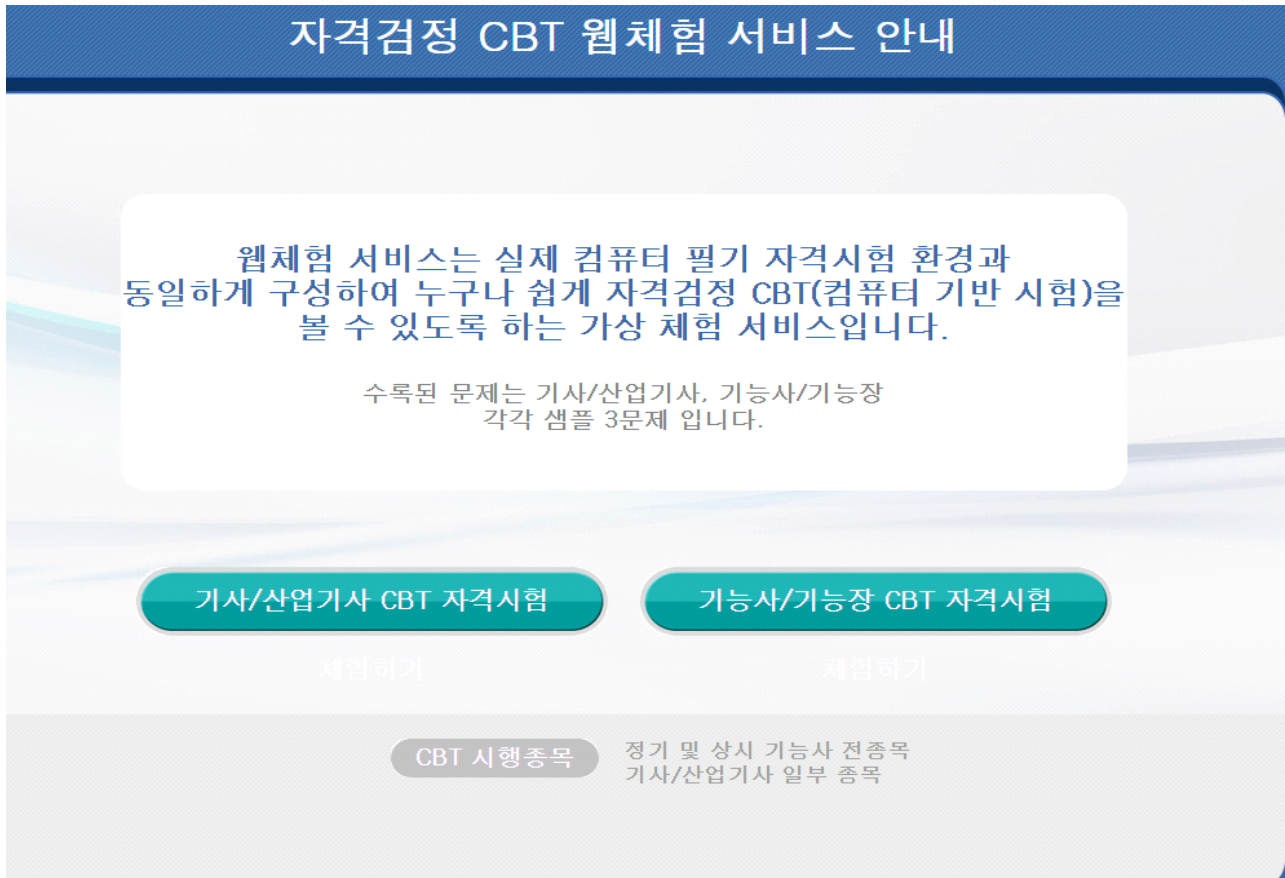 자격검정 CBT 웹체험 서비스 안내
웹체험 서비스는 실제 컴퓨터 필기 자격시험 환경과
동일하게 구성하여 누구나 쉽게 자격검정 CBT(컴퓨터 기반 시험)을
볼 수 있도록 하는 가상 체험 서비스입니다.
수록된 문제는 기사/산업기사, 기능사/기능장
각각 샘플 3문제 입니다.
기사/산업기사 CBT 자격시험
체험하기
기능사/기능장 CBT 자격시험
체험하기
CBT 시행종목
정기 및 상시 기능사 전종목
기사/산업기사 일부 종목